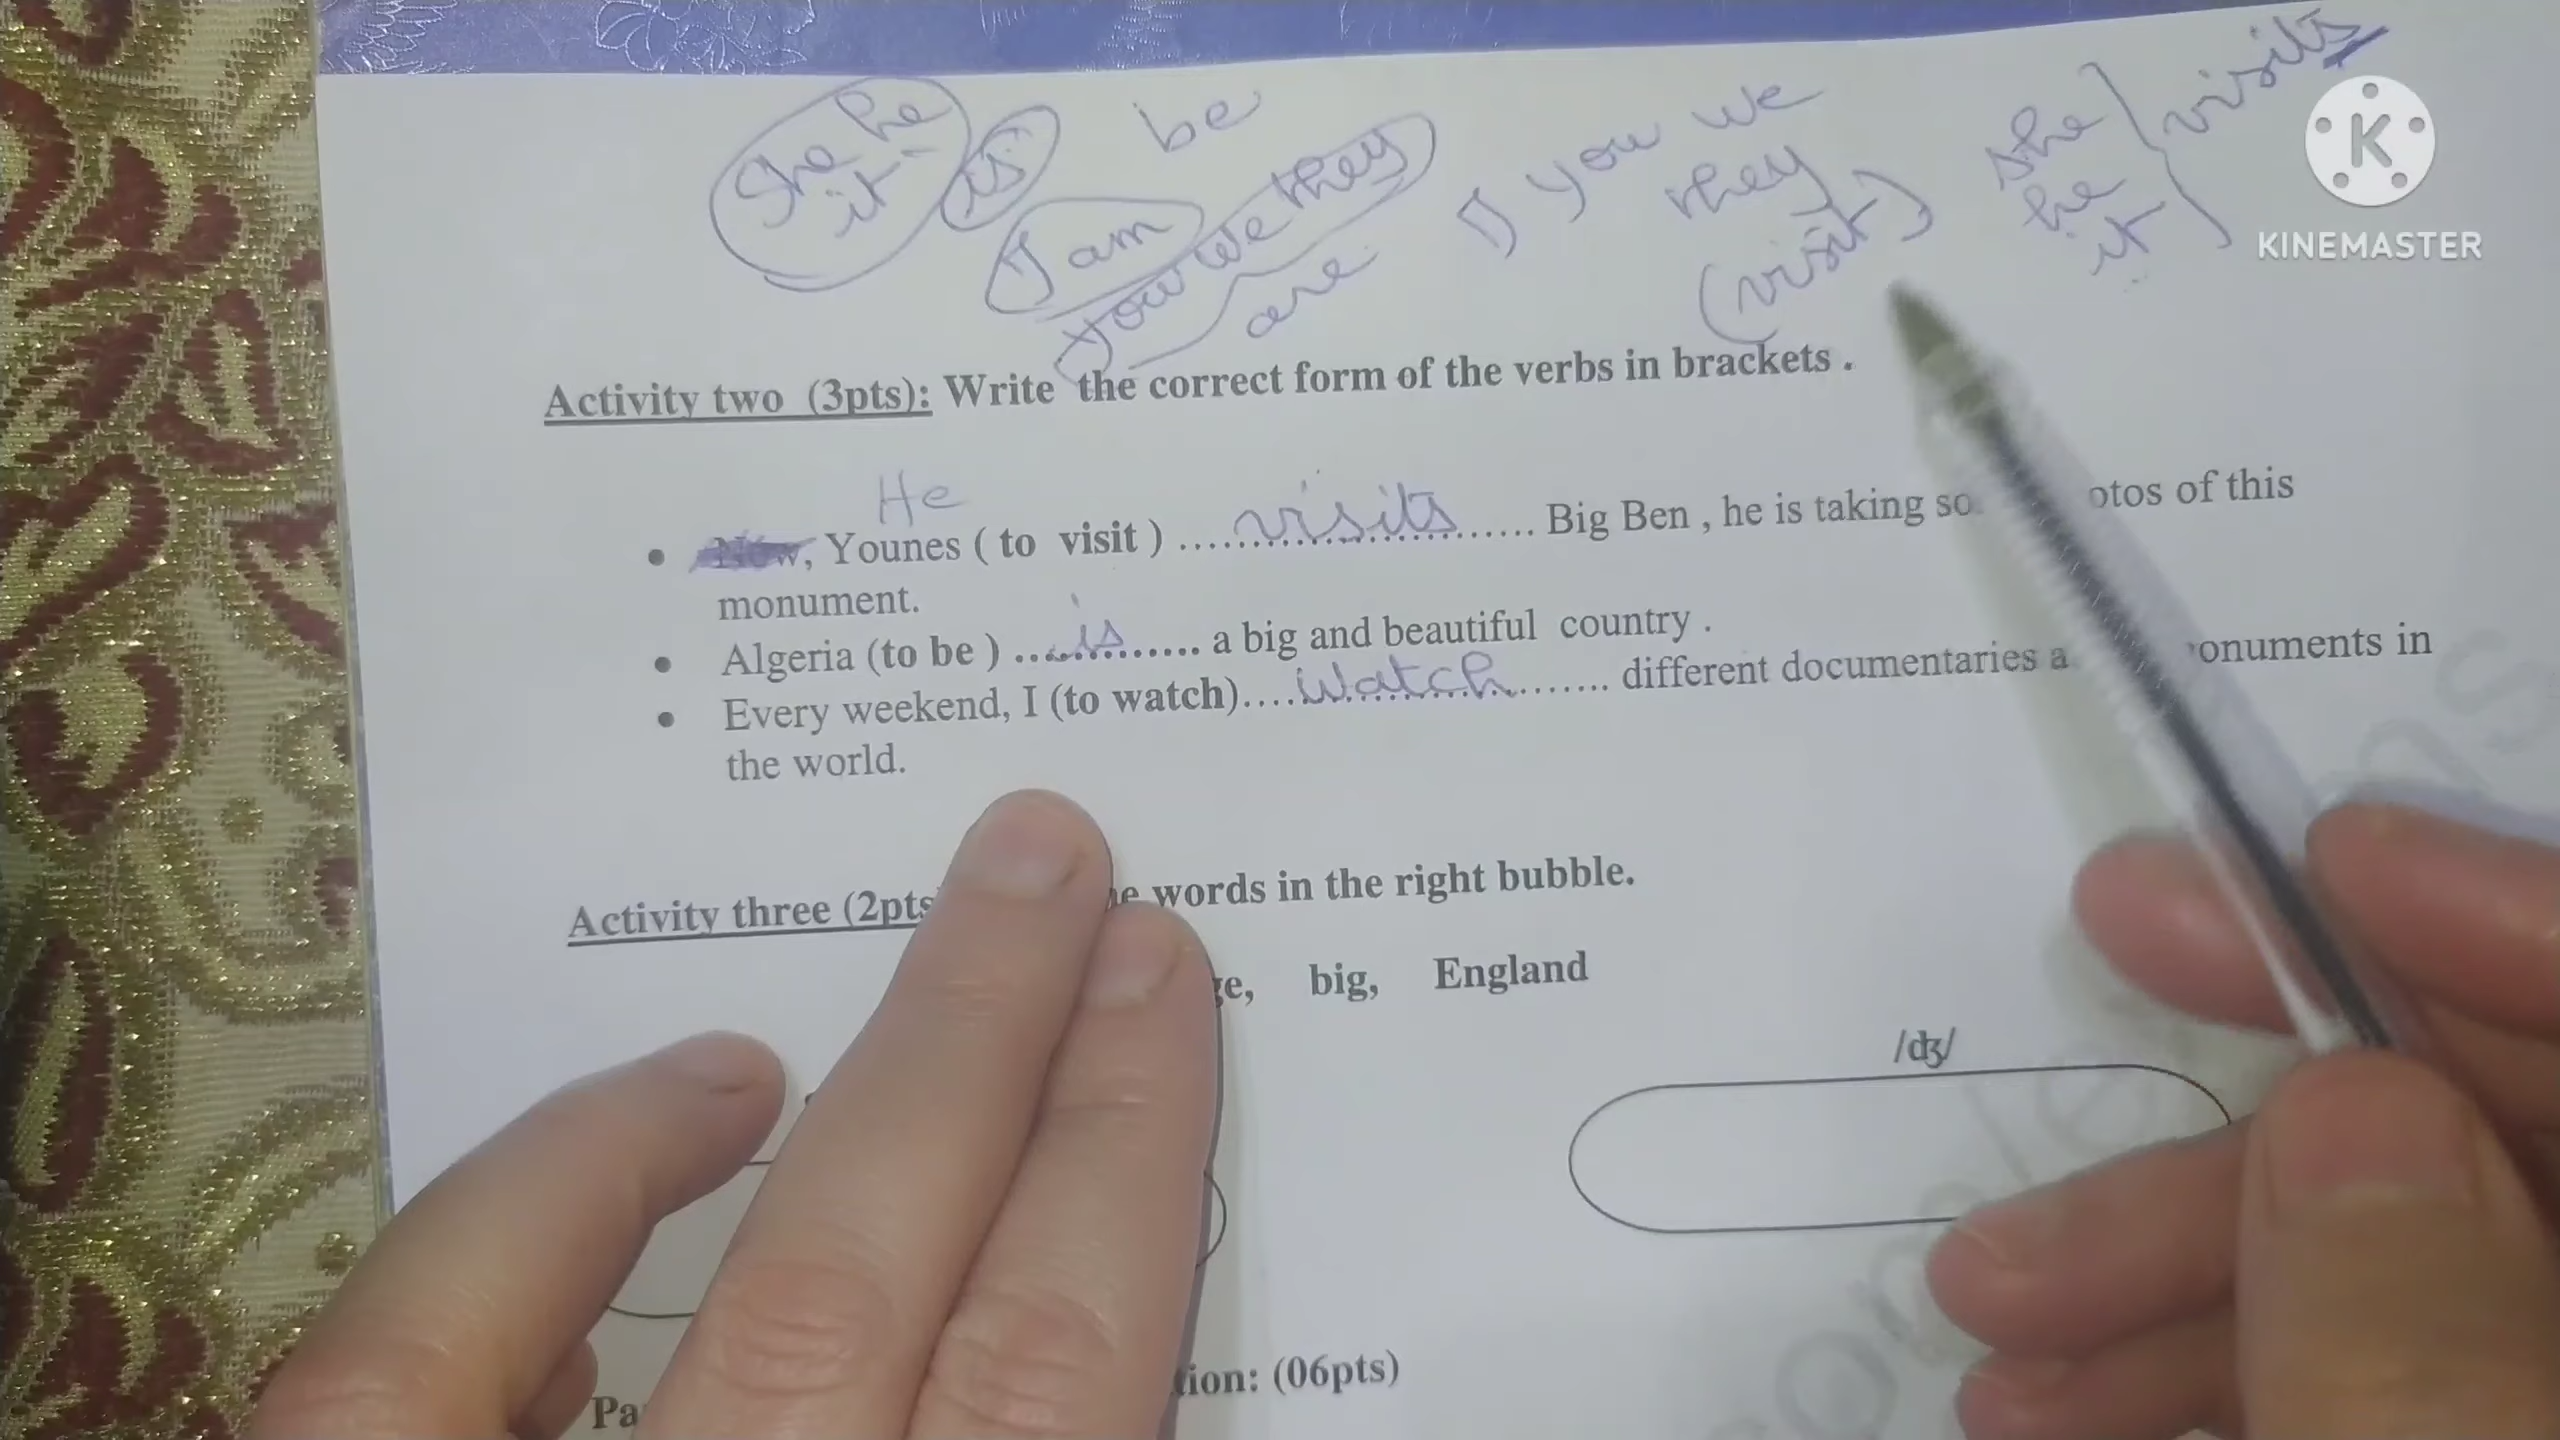 She he
it
is
be
I am
you we they
are
I you we
they
(visit)
she
he
it
visits
KINEMASTER
Activity two (3pts): Write the correct form of the verbs in brackets .
He
Now, Younes ( to visit ) ....visits.... Big Ben , he is taking otos of this
monument.
Algeria (to be ) ....is.... a big and beautiful country .
Every weekend, I (to watch)....watch.... different documentaries onuments in
the world.
Activity three (2pts words in the right bubble.
big, England
/dʒ/
tion: (06pts)